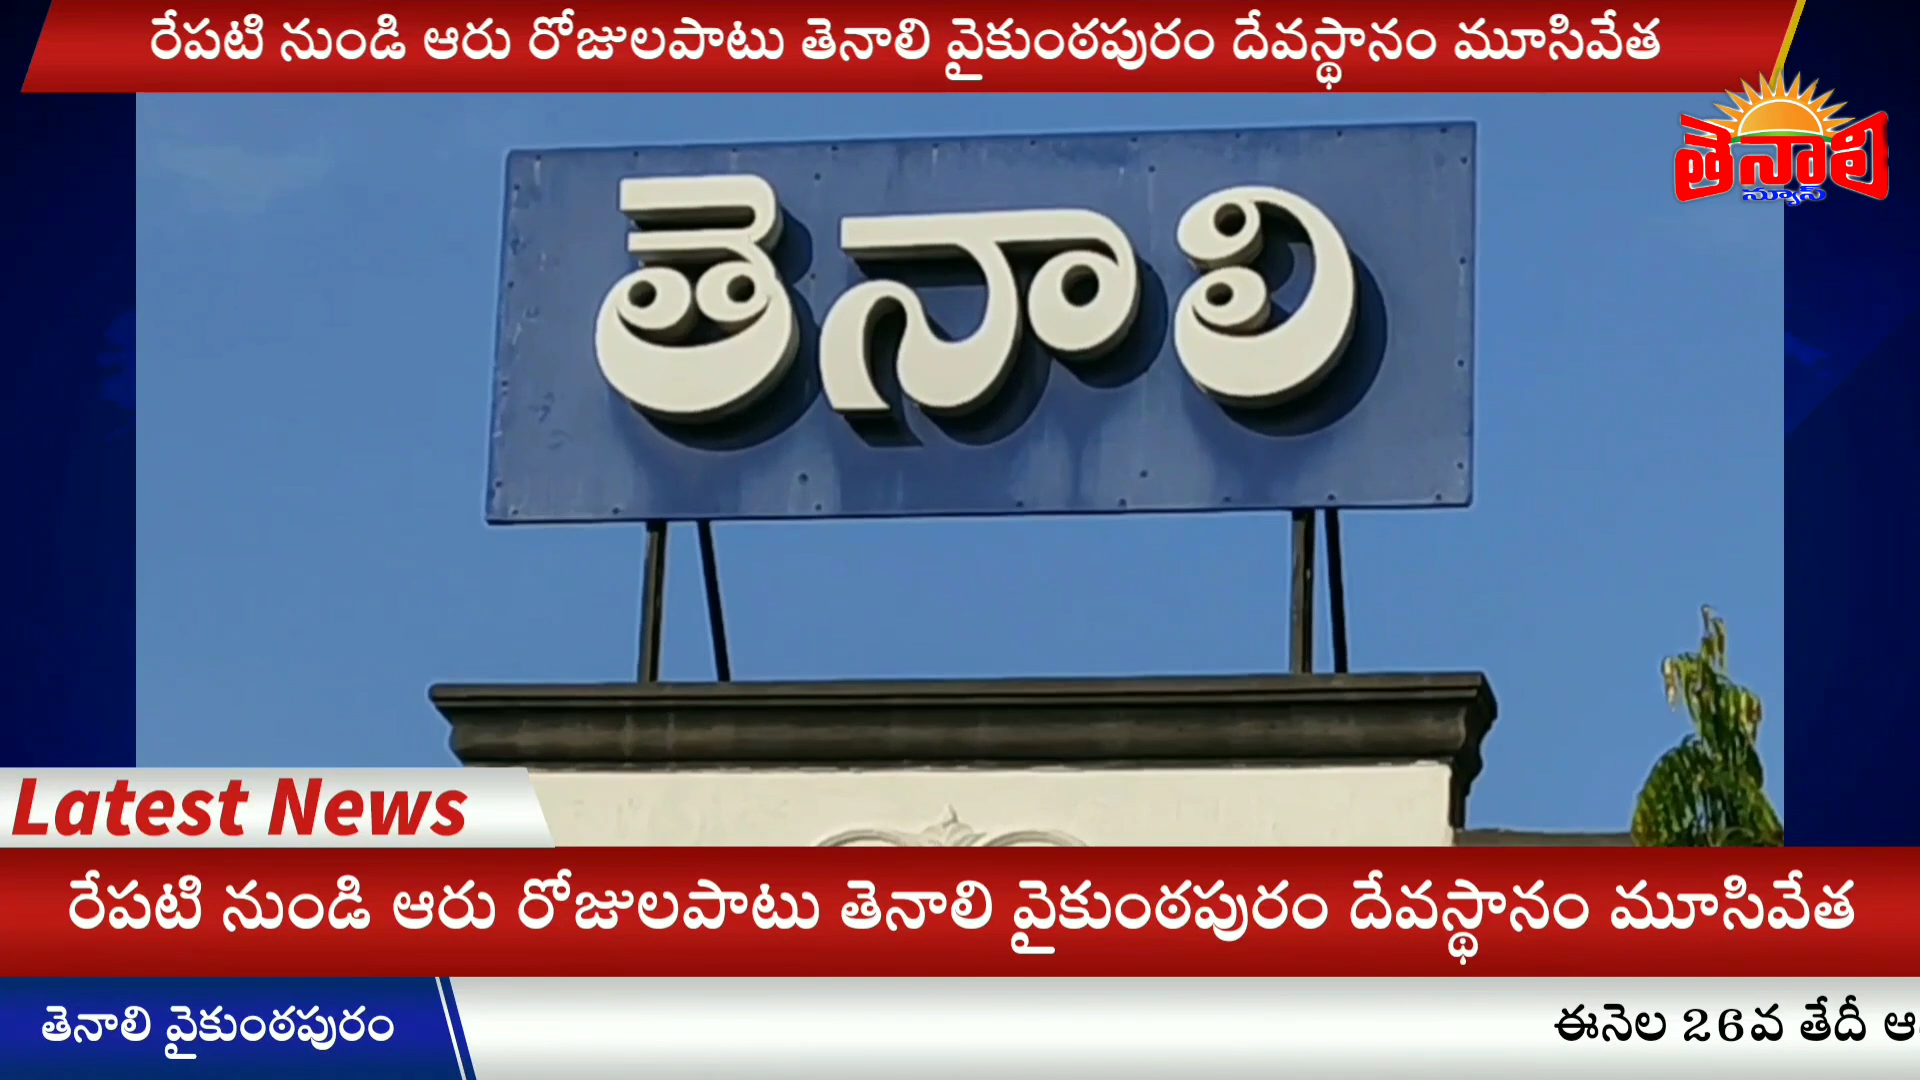 రేపటి నుండి ఆరు రోజులపాటు తెనాలి వైకుంఠపురం దేవస్థానం మూసివేత
తెనాలి
న్యూస్
తెనాలి
Latest News
రేపటి నుండి ఆరు రోజులపాటు తెనాలి వైకుంఠపురం దేవస్థానం మూసివేత
తెనాలి వైకుంఠపురం
ఈనెల 26వ తేదీ